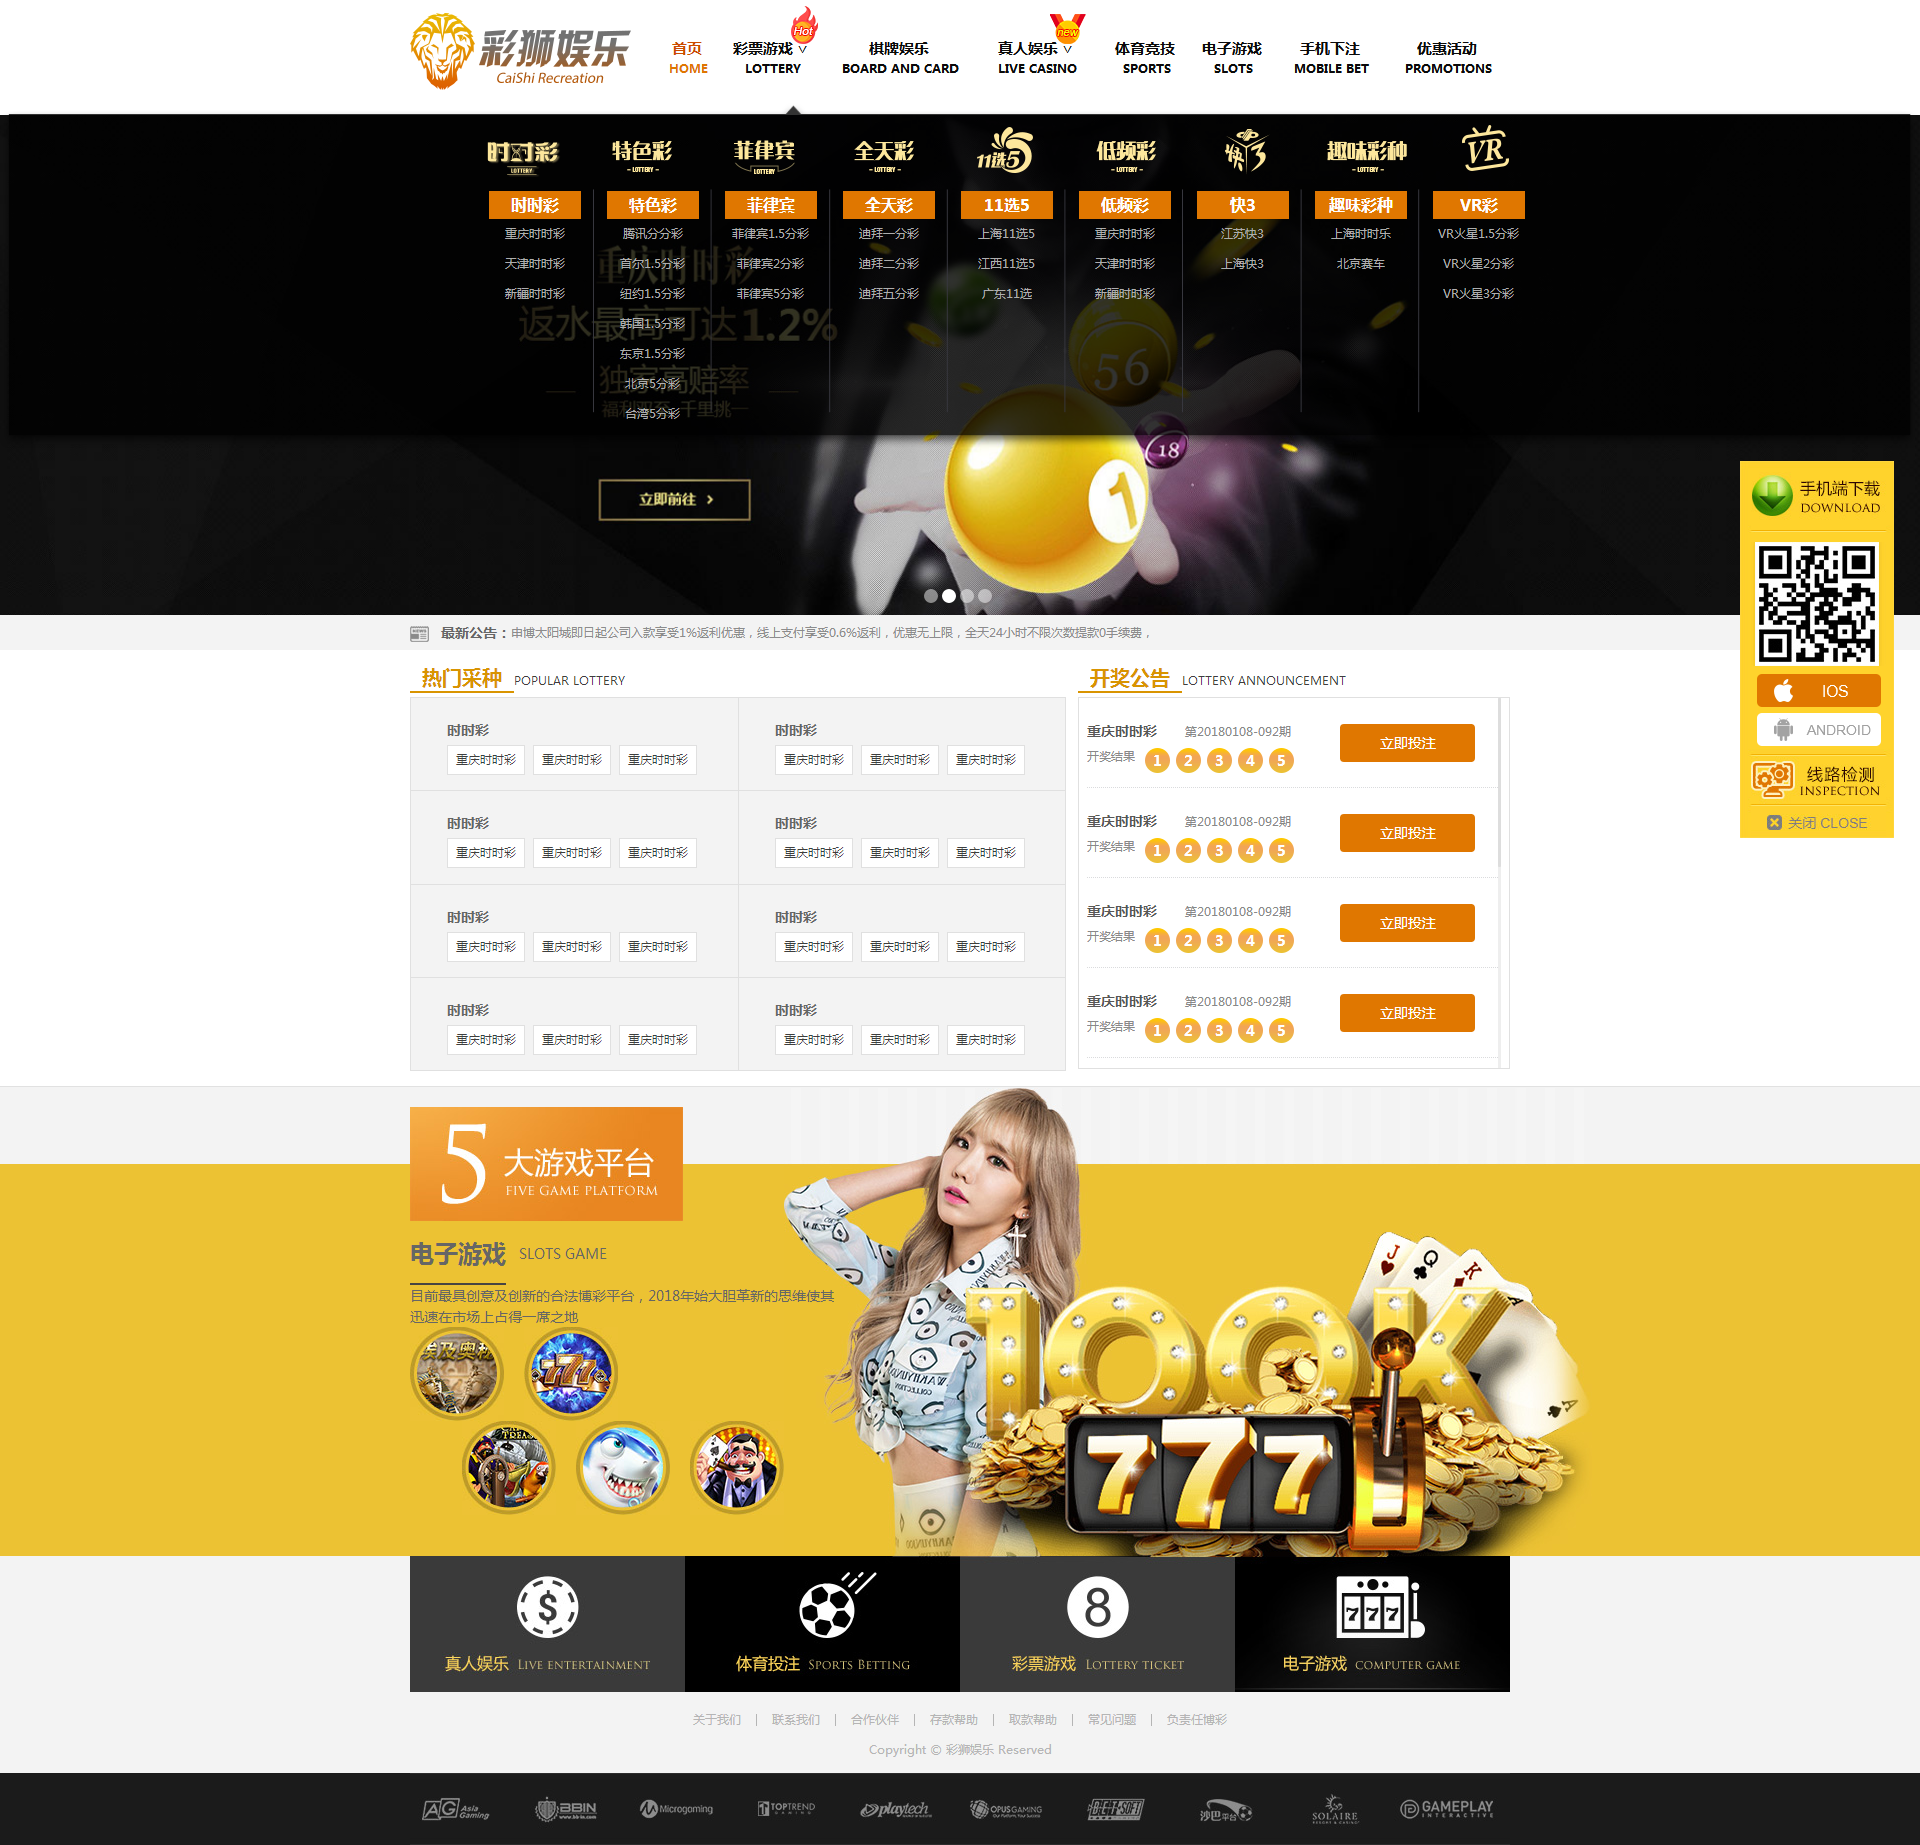 彩狮娱乐
CaiShi Recreation
首页
HOME
彩票游戏
LOTTERY
Hot
棋牌娱乐
BOARD AND CARD
真人娱乐
LIVE CASINO
new
体育竞技
SPORTS
电子游戏
SLOTS
手机下注
MOBILE BET
优惠活动
PROMOTIONS
时时彩
LOTTERY
特色彩
- LOTTERY -
菲律宾
LOTTERY
全天彩
- LOTTERY -
11选5
低频彩
- LOTTERY -
快3
趣味彩种
- LOTTERY -
VR
时时彩 特色彩 菲律宾 全天彩 11选5 低频彩 快3 趣味彩种 VR彩
重庆时时彩 腾讯分分彩 菲律宾1.5分彩 迪拜一分彩 上海11选5 重庆时时彩 江苏快3 上海时时乐 VR火星1.5分彩
天津时时彩 首尔1.5分彩 菲律宾2分彩 迪拜二分彩 江西11选5 天津时时彩 上海快3 北京赛车 VR火星2分彩
新疆时时彩 纽约1.5分彩 菲律宾5分彩 迪拜五分彩 广东11选 新疆时时彩 VR火星3分彩
韩国1.5分彩
东京1.5分彩
北京5分彩
台湾5分彩
重庆时时彩
返水最高可达1.2%
独家高赔率
千里挑一
56
18
1
立即前往 >
手机端下载
DOWNLOAD
IOS
ANDROID
线路检测
INSPECTION
关闭 CLOSE
最新公告：申博太阳城即日起公司入款享受1%返利优惠，线上支付享受0.6%返利，优惠无上限，全天24小时不限次数提款0手续费，
热门采种 POPULAR LOTTERY
时时彩 时时彩
重庆时时彩 重庆时时彩 重庆时时彩 重庆时时彩 重庆时时彩 重庆时时彩
时时彩 时时彩
重庆时时彩 重庆时时彩 重庆时时彩 重庆时时彩 重庆时时彩 重庆时时彩
时时彩 时时彩
重庆时时彩 重庆时时彩 重庆时时彩 重庆时时彩 重庆时时彩 重庆时时彩
时时彩 时时彩
重庆时时彩 重庆时时彩 重庆时时彩 重庆时时彩 重庆时时彩 重庆时时彩
开奖公告 LOTTERY ANNOUNCEMENT
重庆时时彩 第20180108-092期
开奖结果 1 2 3 4 5
立即投注
重庆时时彩 第20180108-092期
开奖结果 1 2 3 4 5
立即投注
重庆时时彩 第20180108-092期
开奖结果 1 2 3 4 5
立即投注
重庆时时彩 第20180108-092期
开奖结果 1 2 3 4 5
立即投注
5 大游戏平台
FIVE GAME PLATFORM
电子游戏 SLOTS GAME
目前最具创意及创新的合法博彩平台，2018年始大胆革新的思维使其
迅速在市场上占得一席之地
777
J Q K A
A
100K
777
真人娱乐 LIVE ENTERTAINMENT
体育投注 SPORTS BETTING
8
彩票游戏 LOTTERY TICKET
777
电子游戏 COMPUTER GAME
关于我们 | 联系我们 | 合作伙伴 | 存款帮助 | 取款帮助 | 常见问题 | 负责任博彩
Copyright © 彩狮娱乐 Reserved
AG Asia Gaming
BBIN
Microgoming
TOPTREND GAMING
playtech
OPUSGAMING
BETSOFT
沙巴平台
SOLAIRE
GAMEPLAY INTERACTIVE